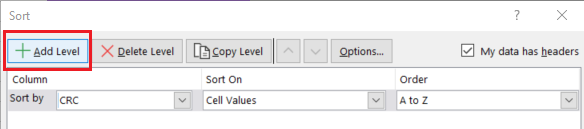 Sort
?
Add Level Delete Level Copy Level Options... My data has headers
Column Sort On Order
Sort by CRC Cell Values A to Z